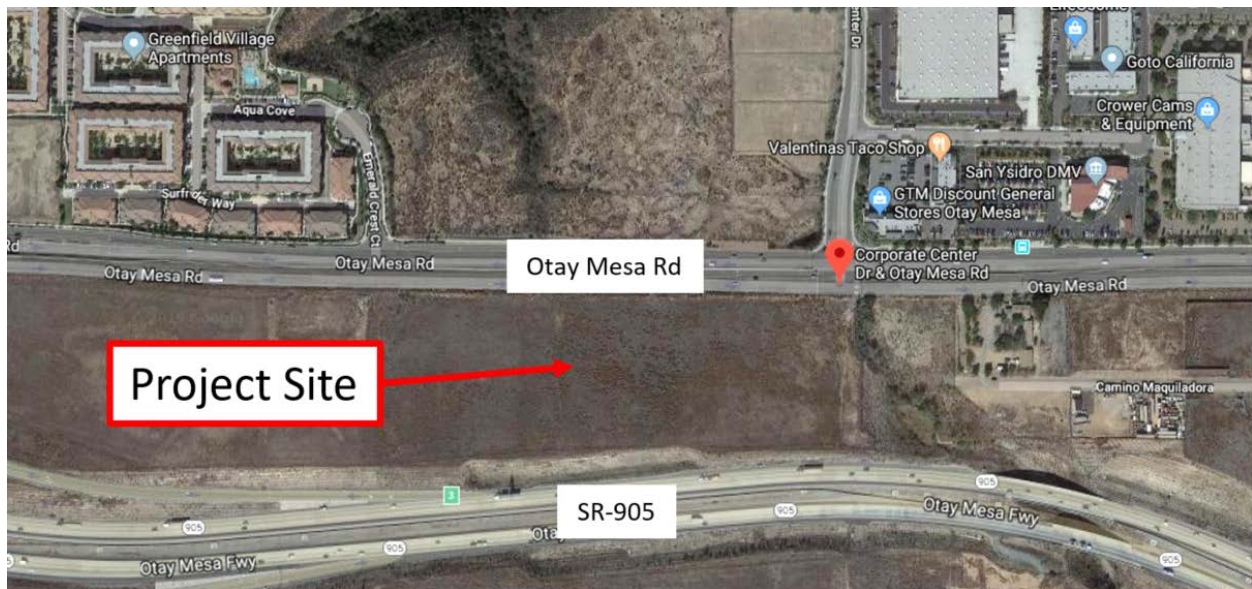 Greenfield Village
Apartments
Aqua Cove
Surfrider Way
Emerald Crest Ct
Center Dr
Goto California
Crower Cams
& Equipment
Valentinas Taco Shop
San Ysidro DMV
GTM Discount General
Stores Otay Mesa
Otay Mesa Rd
Otay Mesa Rd
Otay Mesa Rd
Corporate Center
Dr & Otay Mesa Rd
Otay Mesa Rd
Rd
Project Site
Camino Maquiladora
3
SR-905
905
905
905
905
905
Otay Mesa Fwy
Otay Mesa Fwy